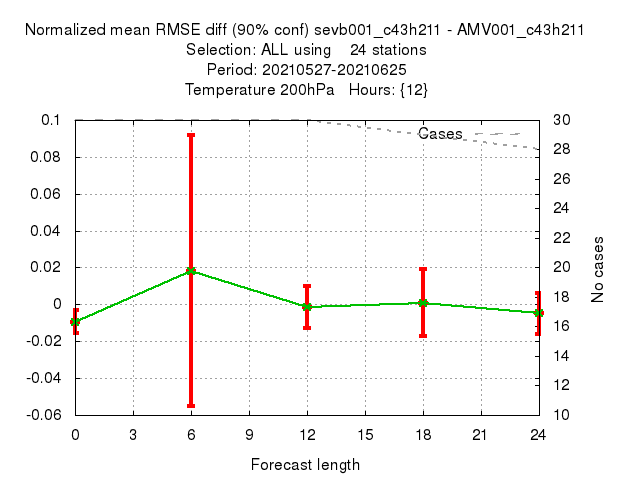 Normalized mean RMSE diff (90% conf) sevb001_c43h211 - AMV001_c43h211
Selection: ALL using    24 stations
Period: 20210527-20210625
Temperature 200hPa   Hours: {12}
0.1
0.08
0.06
0.04
0.02
0
-0.02
-0.04
-0.06
Cases
30
28
26
24
22
20
18
16
14
12
10
No cases
0 3 6 9 12 15 18 21 24
Forecast length